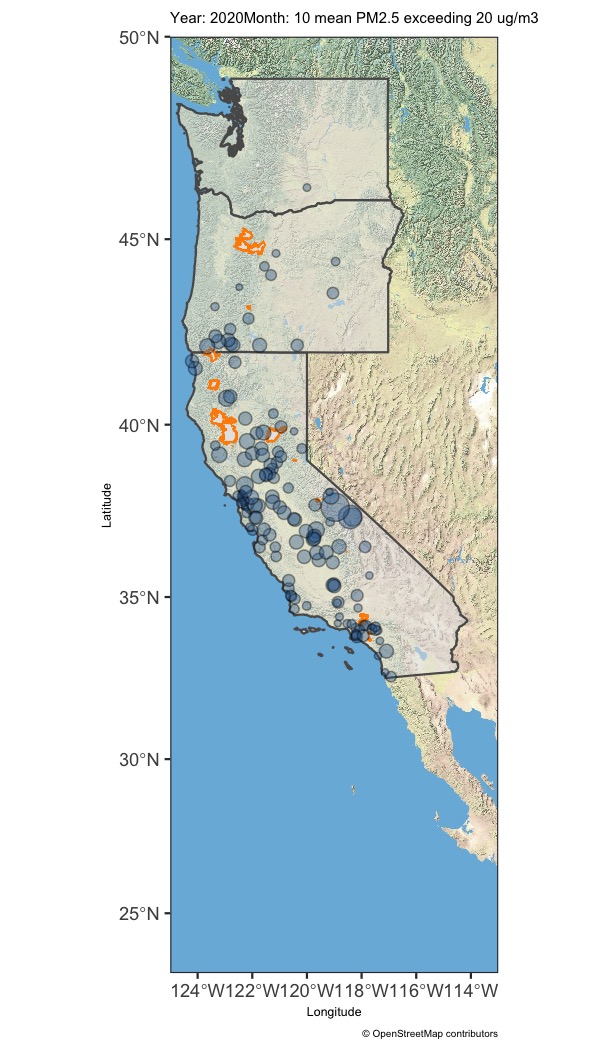 Year: 2020Month: 10 mean PM2.5 exceeding 20 ug/m3
50°N
45°N
40°N
35°N
30°N
25°N
Latitude
124°W122°W120°W118°W116°W114°W
Longitude
© OpenStreetMap contributors